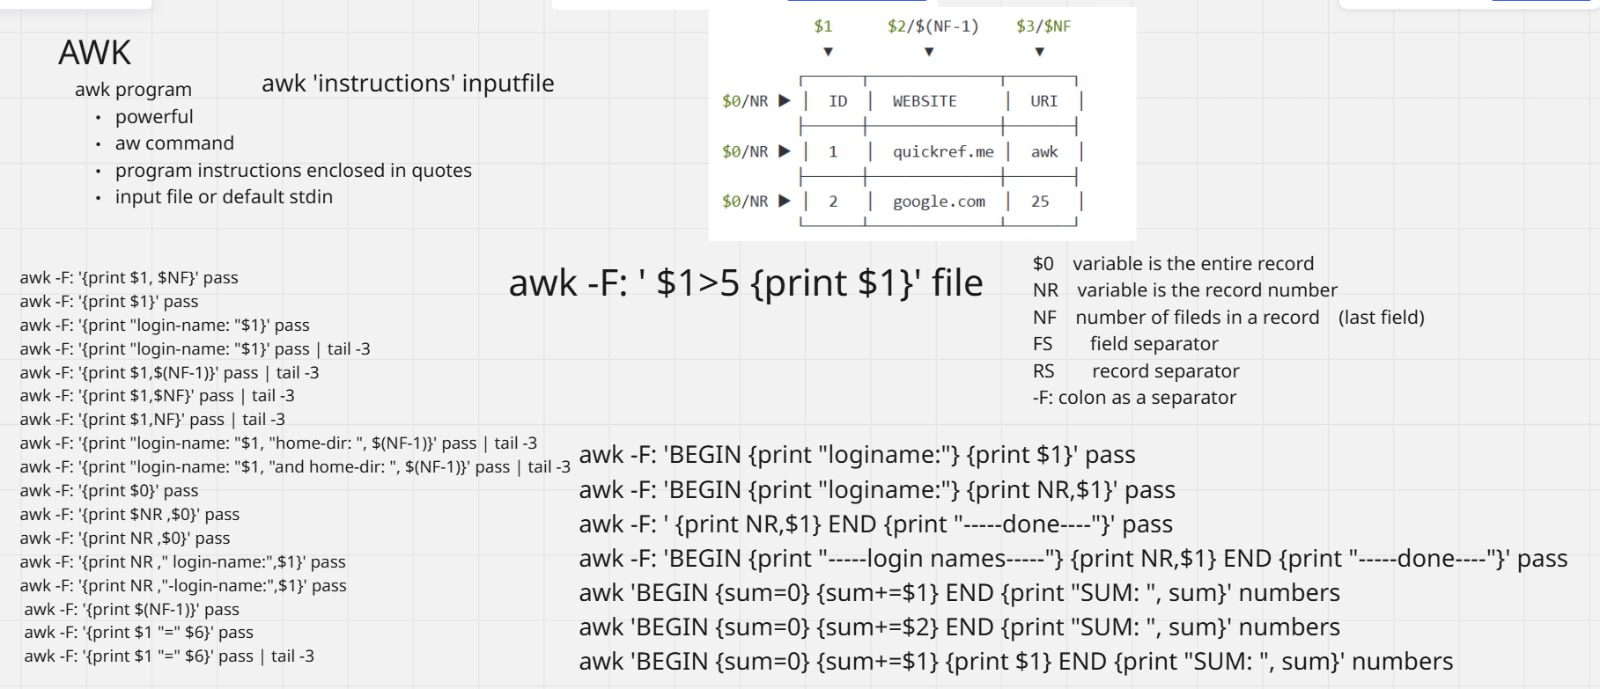 AWK
awk program
• powerful
• aw command
• program instructions enclosed in quotes
• input file or default stdin
awk 'instructions' inputfile
$1 $2/$(NF-1) $3/$NF
▼ ▼ ▼
$0/NR ▶ │ ID │ WEBSITE │ URI │
$0/NR ▶ │ 1 │ quickref.me │ awk │
$0/NR ▶ │ 2 │ google.com │ 25 │
awk -F: ' $1>5 {print $1}' file
$0 variable is the entire record
NR variable is the record number
NF number of fileds in a record (last field)
FS field separator
RS record separator
-F: colon as a separator
awk -F: '{print $1, $NF}' pass
awk -F: '{print $1}' pass
awk -F: '{print "login-name: "$1}' pass
awk -F: '{print "login-name: "$1}' pass | tail -3
awk -F: '{print $1,$(NF-1)}' pass | tail -3
awk -F: '{print $1,$NF}' pass | tail -3
awk -F: '{print $1,NF}' pass | tail -3
awk -F: '{print "login-name: "$1, "home-dir: ", $(NF-1)}' pass | tail -3
awk -F: '{print "login-name: "$1, "and home-dir: ", $(NF-1)}' pass | tail -3
awk -F: '{print $0}' pass
awk -F: '{print $NR ,$0}' pass
awk -F: '{print NR ,$0}' pass
awk -F: '{print NR ," login-name:",$1}' pass
awk -F: '{print NR ,"-login-name:",$1}' pass
awk -F: '{print $(NF-1)}' pass
awk -F: '{print $1 "=" $6}' pass
awk -F: '{print $1 "=" $6}' pass | tail -3
awk -F: 'BEGIN {print "loginame:"} {print $1}' pass
awk -F: 'BEGIN {print "loginame:"} {print NR,$1}' pass
awk -F: ' {print NR,$1} END {print "-----done----"}' pass
awk -F: 'BEGIN {print "-----login names-----"} {print NR,$1} END {print "-----done----"}' pass
awk 'BEGIN {sum=0} {sum+=$1} END {print "SUM: ", sum}' numbers
awk 'BEGIN {sum=0} {sum+=$2} END {print "SUM: ", sum}' numbers
awk 'BEGIN {sum=0} {sum+=$1} {print $1} END {print "SUM: ", sum}' numbers